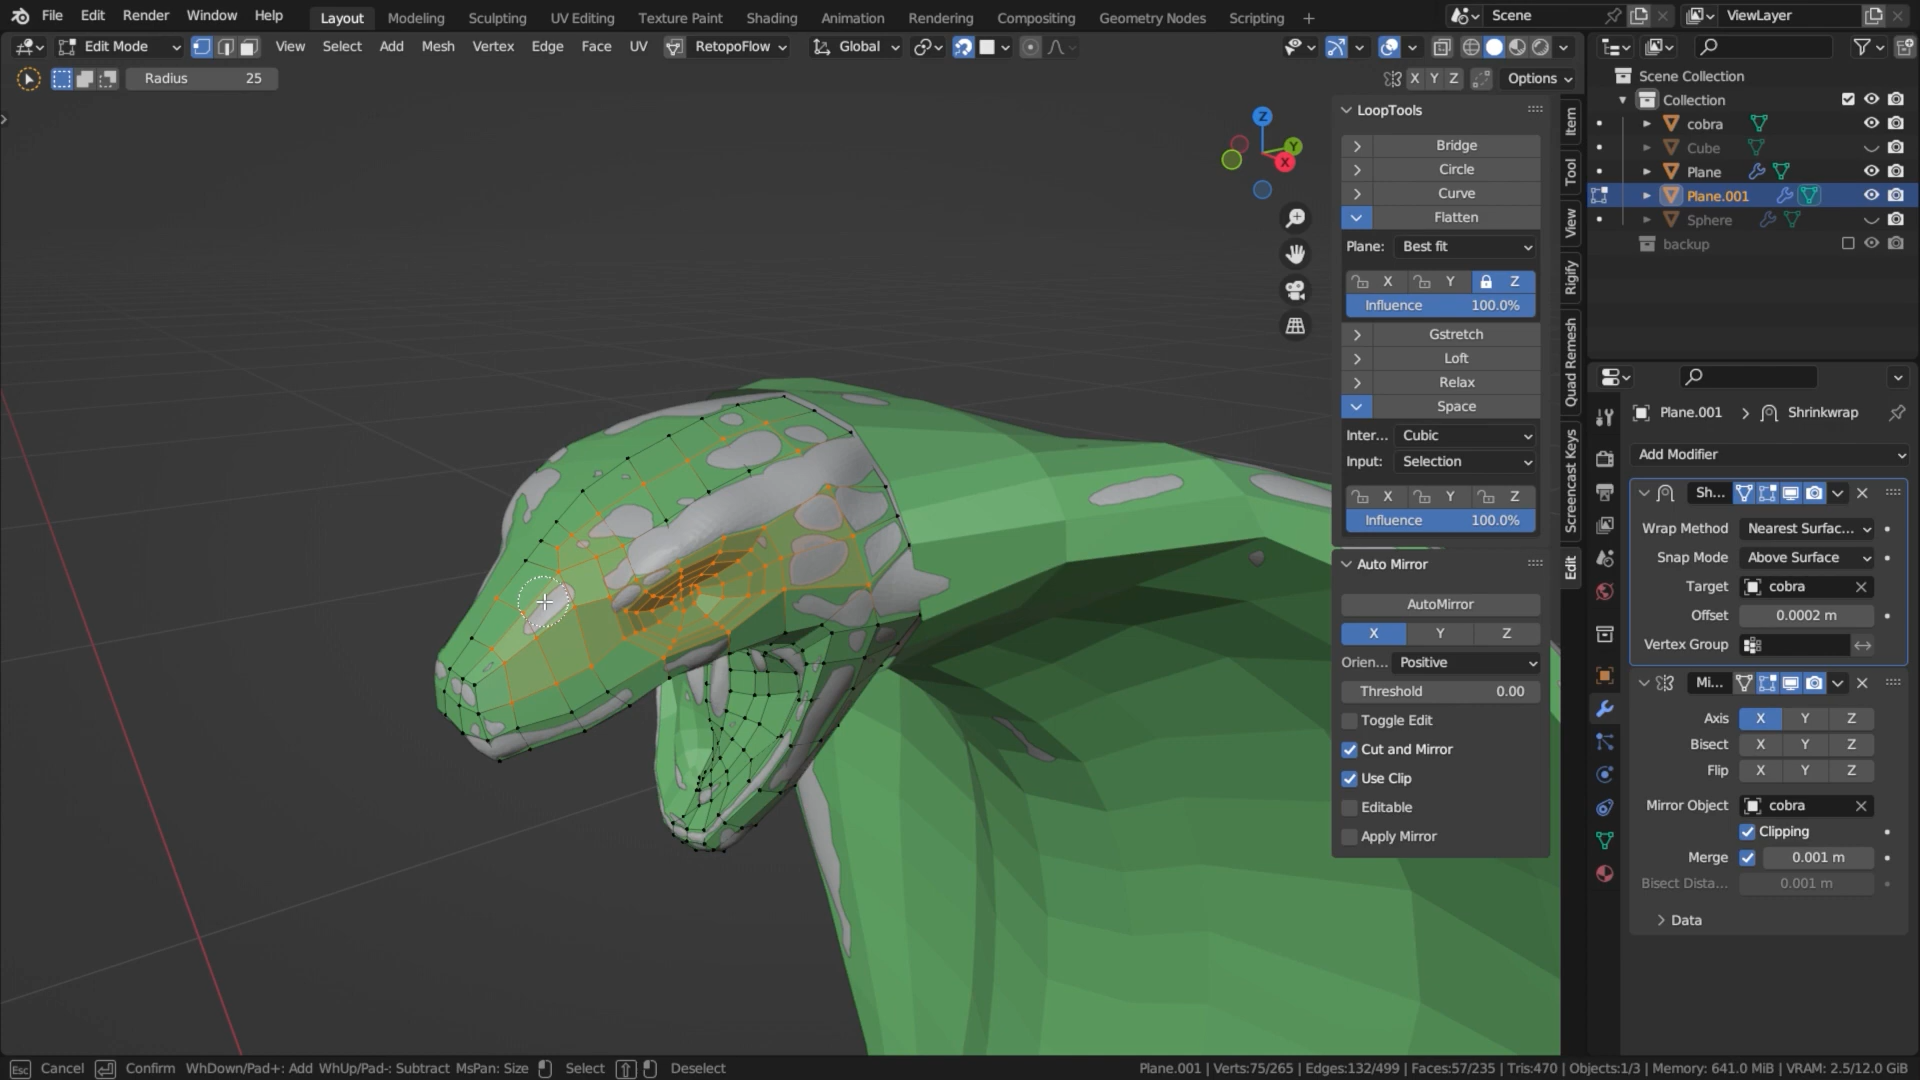 File Edit Render Window Help Layout Modeling Sculpting UV Editing Texture Paint Shading Animation Rendering Compositing Geometry Nodes Scripting + Scene ViewLayer
Edit Mode View Select Add Mesh Vertex Edge Face UV RetopoFlow Global
Radius 25 X Y Z Options
Scene Collection
Collection
cobra
Cube
Plane
Plane.001
Sphere
backup
Z
Y
X
LoopTools
Bridge
Circle
Curve
Flatten
Plane: Best fit
X Y Z
Influence 100.0%
Gstretch
Loft
Relax
Space
Inter... Cubic
Input: Selection
X Y Z
Influence 100.0%
Auto Mirror
AutoMirror
X Y Z
Orien... Positive
Threshold 0.00
Toggle Edit
Cut and Mirror
Use Clip
Editable
Apply Mirror
Item
Tool
View
Rigify
Quad Remesh
Screencast Keys
Edit
Plane.001 > Shrinkwrap
Add Modifier
Sh...
Wrap Method Nearest Surfac...
Snap Mode Above Surface
Target cobra
Offset 0.0002 m
Vertex Group
Mi...
Axis X Y Z
Bisect X Y Z
Flip X Y Z
Mirror Object cobra
Clipping
Merge 0.001 m
Bisect Dista... 0.001 m
Data
Esc Cancel Confirm WhDown/Pad+: Add WhUp/Pad-: Subtract MsPan: Size Select Deselect Plane.001 | Verts:75/265 | Edges:132/499 | Faces:57/235 | Tris:470 | Objects:1/3 | Memory: 641.0 MiB | VRAM: 2.5/12.0 GiB